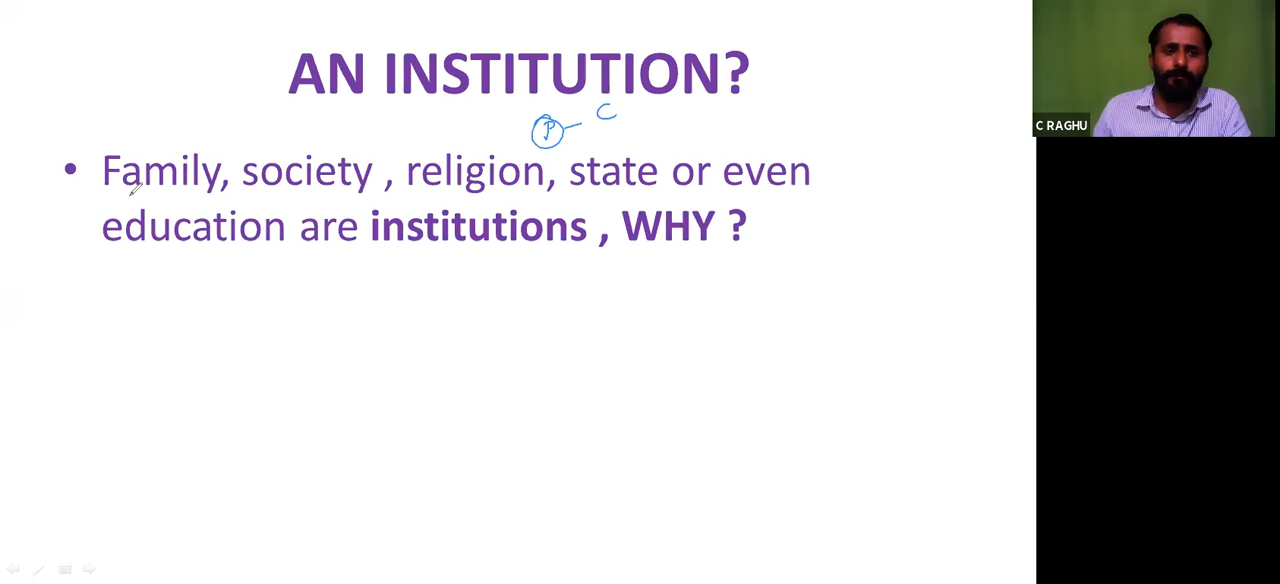 AN INSTITUTION?
P - C
• Family, society , religion, state or even
education are institutions , WHY ?
C RAGHU